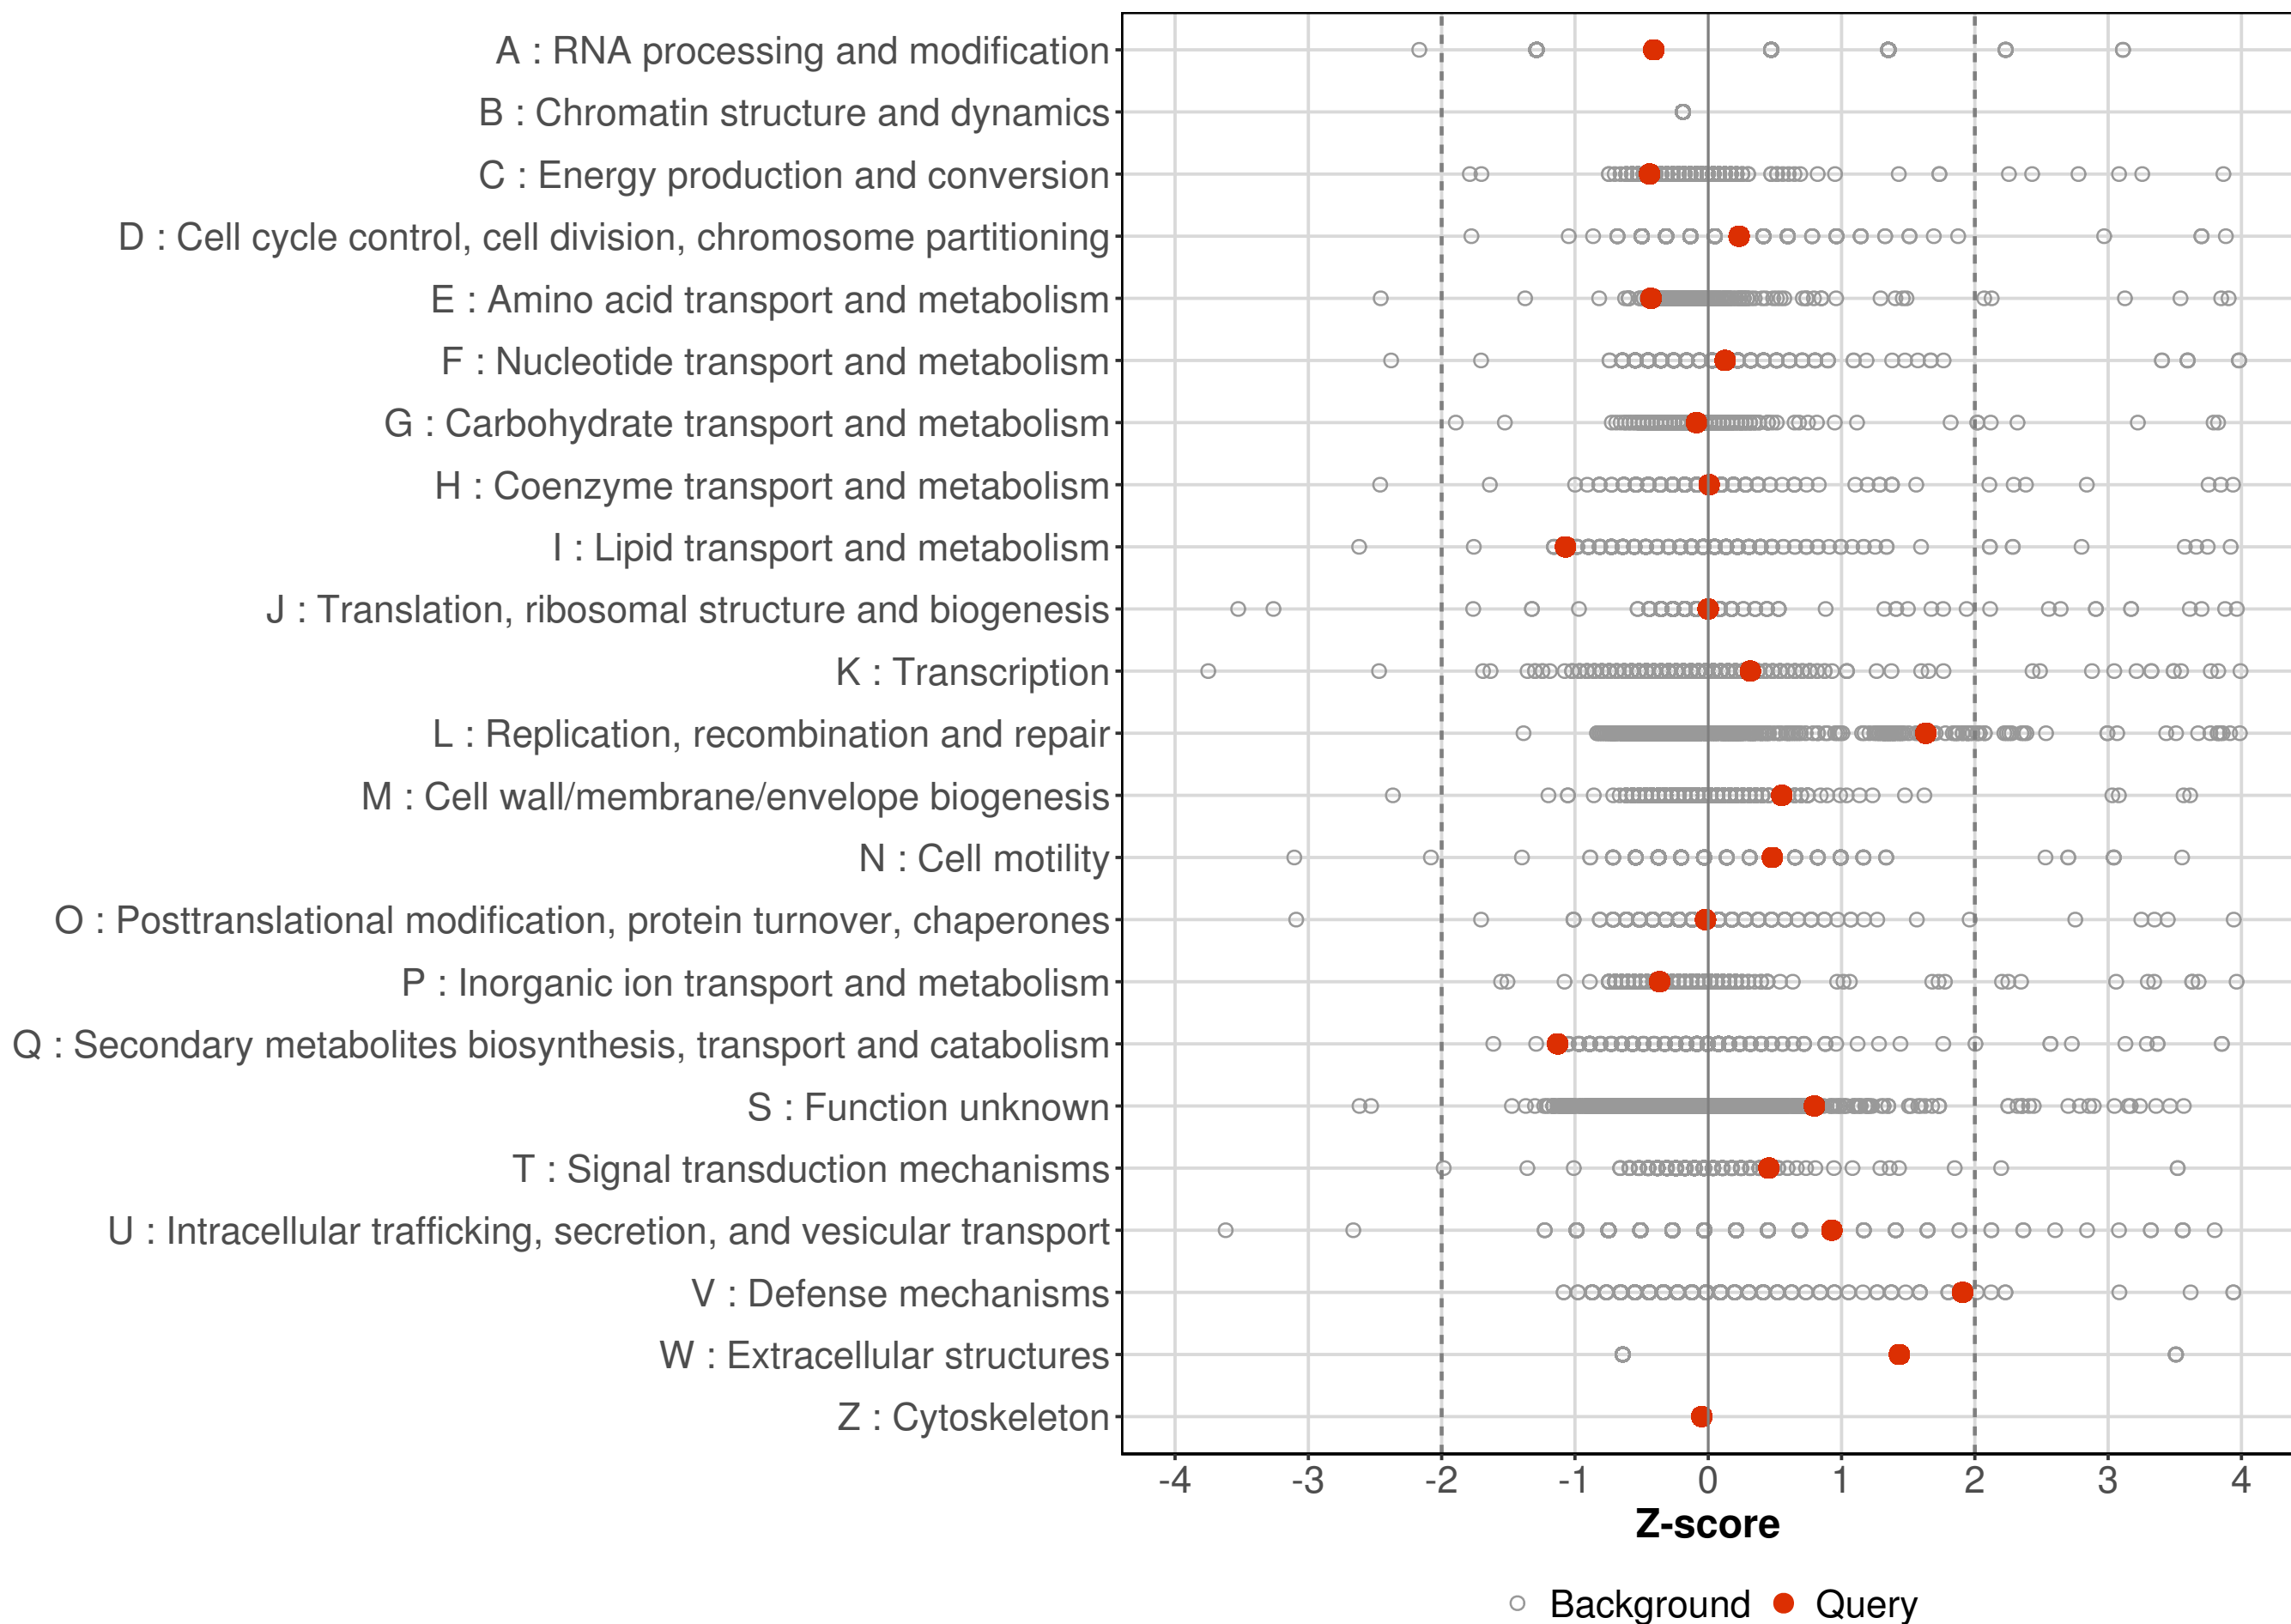 A : RNA processing and modification
B : Chromatin structure and dynamics
C : Energy production and conversion
D : Cell cycle control, cell division, chromosome partitioning
E : Amino acid transport and metabolism
F : Nucleotide transport and metabolism
G : Carbohydrate transport and metabolism
H : Coenzyme transport and metabolism
I : Lipid transport and metabolism
J : Translation, ribosomal structure and biogenesis
K : Transcription
L : Replication, recombination and repair
M : Cell wall/membrane/envelope biogenesis
N : Cell motility
O : Posttranslational modification, protein turnover, chaperones
P : Inorganic ion transport and metabolism
Q : Secondary metabolites biosynthesis, transport and catabolism
S : Function unknown
T : Signal transduction mechanisms
U : Intracellular trafficking, secretion, and vesicular transport
V : Defense mechanisms
W : Extracellular structures
Z : Cytoskeleton
-4 -3 -2 -1 0 1 2 3 4
Z-score
Background Query